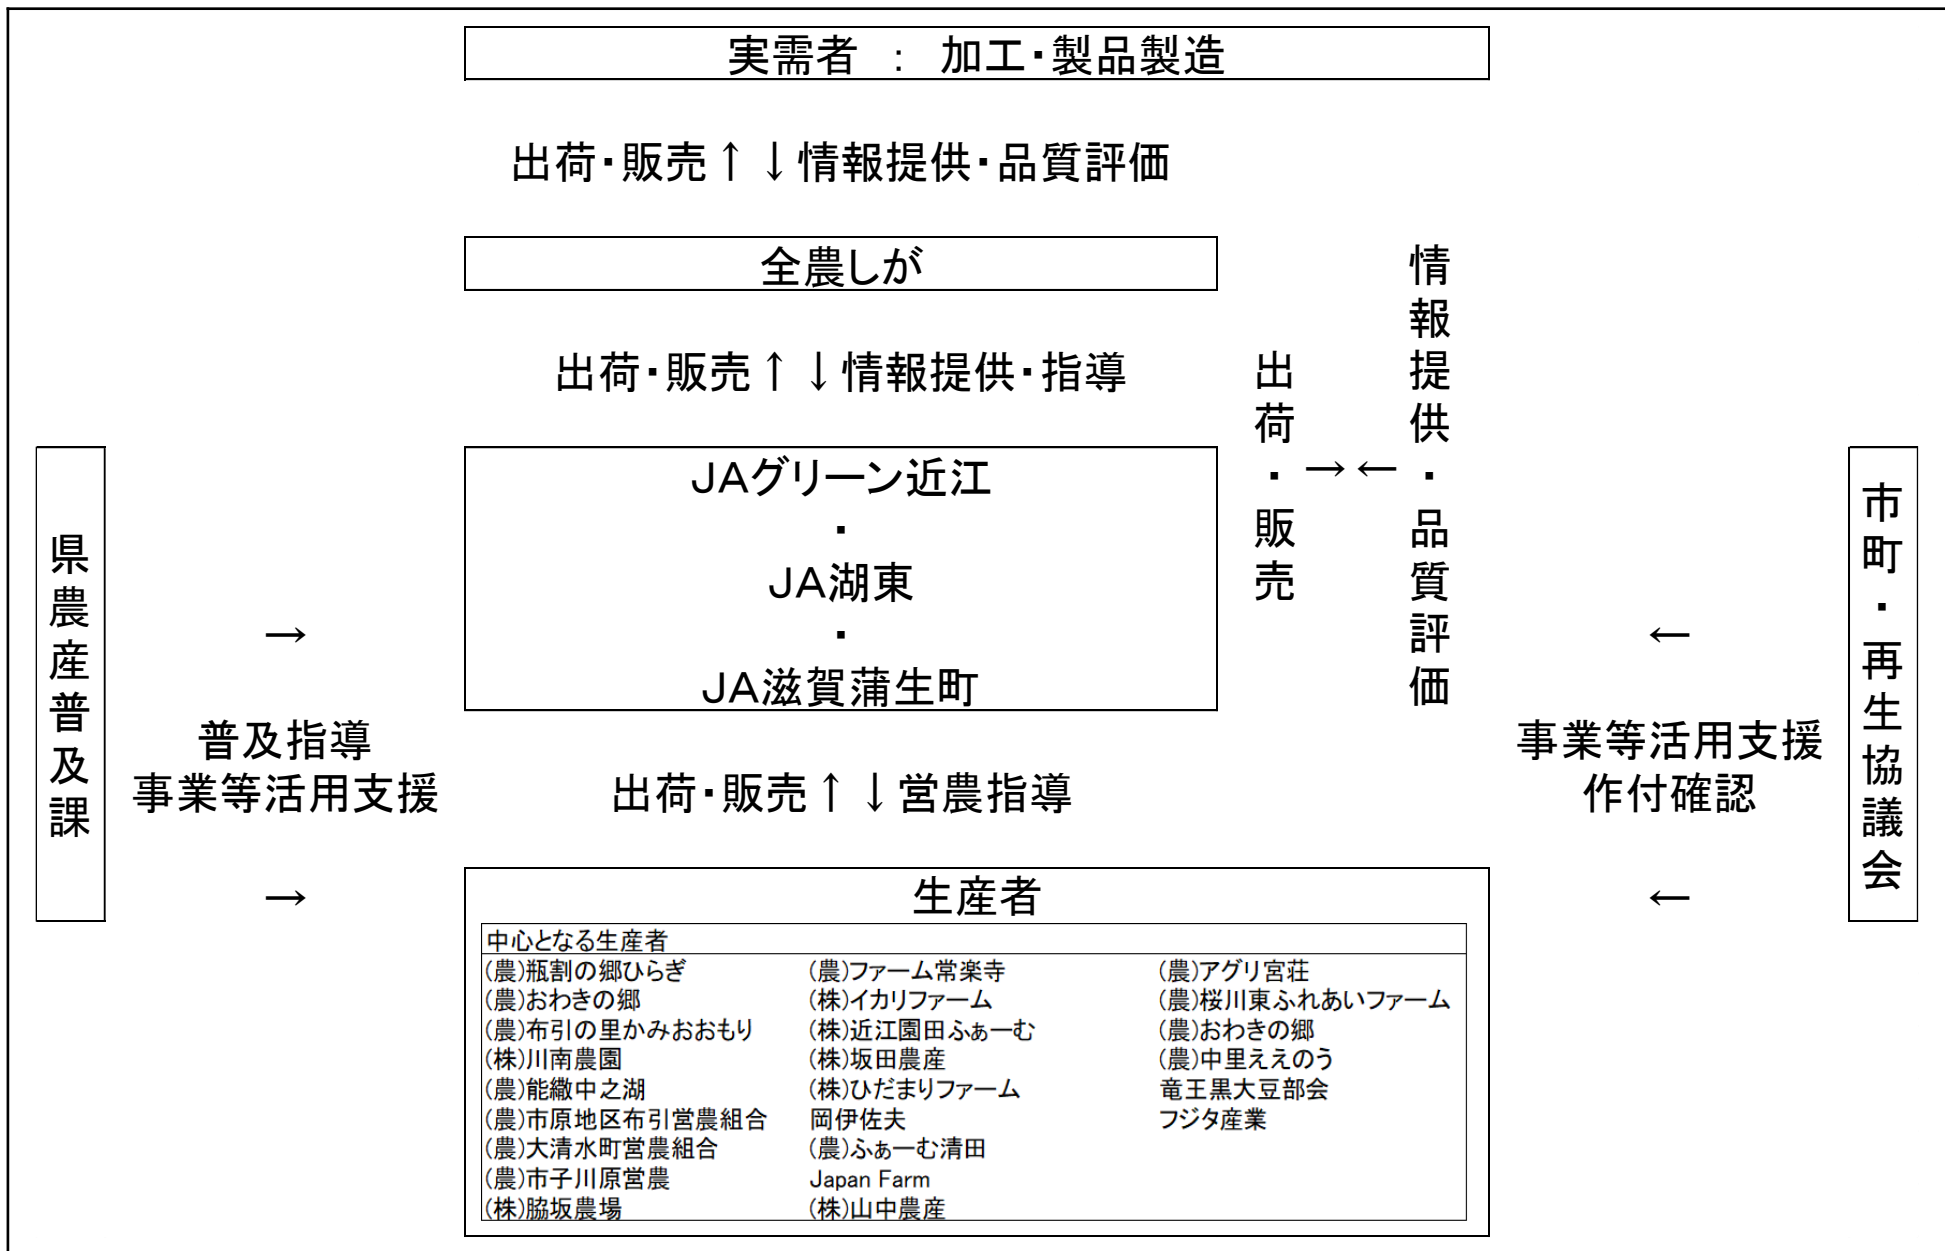 実需者 : 加工・製品製造
出荷・販売↑↓情報提供・品質評価
全農しが
出荷・販売↑↓情報提供・指導
出荷・販売
→←
情報提供・品質評価
JAグリーン近江
・
JA湖東
・
JA滋賀蒲生町
県農産普及課
→
普及指導
事業等活用支援
→
出荷・販売↑↓営農指導
←
事業等活用支援
作付確認
←
市町・再生協議会
生産者
中心となる生産者
(農)瓶割の郷ひらぎ
(農)おわきの郷
(農)布引の里かみおおもり
(株)川南農園
(農)能繖中之湖
(農)市原地区布引営農組合
(農)大清水町営農組合
(農)市子川原営農
(株)脇坂農場
(農)ファーム常楽寺
(株)イカリファーム
(株)近江園田ふぁーむ
(株)坂田農産
(株)ひだまりファーム
岡伊佐夫
(農)ふぁーむ清田
Japan Farm
(株)山中農産
(農)アグリ宮荘
(農)桜川東ふれあいファーム
(農)おわきの郷
(農)中里ええのう
竜王黒大豆部会
フジタ産業